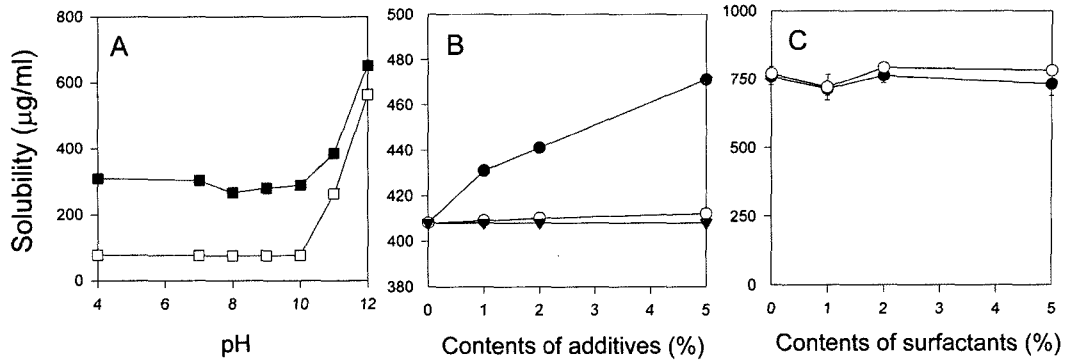 Solubility (μg/ml)
A
800
600
400
200
0
4 6 8 10 12
pH
B
500
480
460
440
420
400
380
0 1 2 3 4 5
Contents of additives (%)
C
1000
750
500
250
0
0 1 2 3 4 5
Contents of surfactants (%)